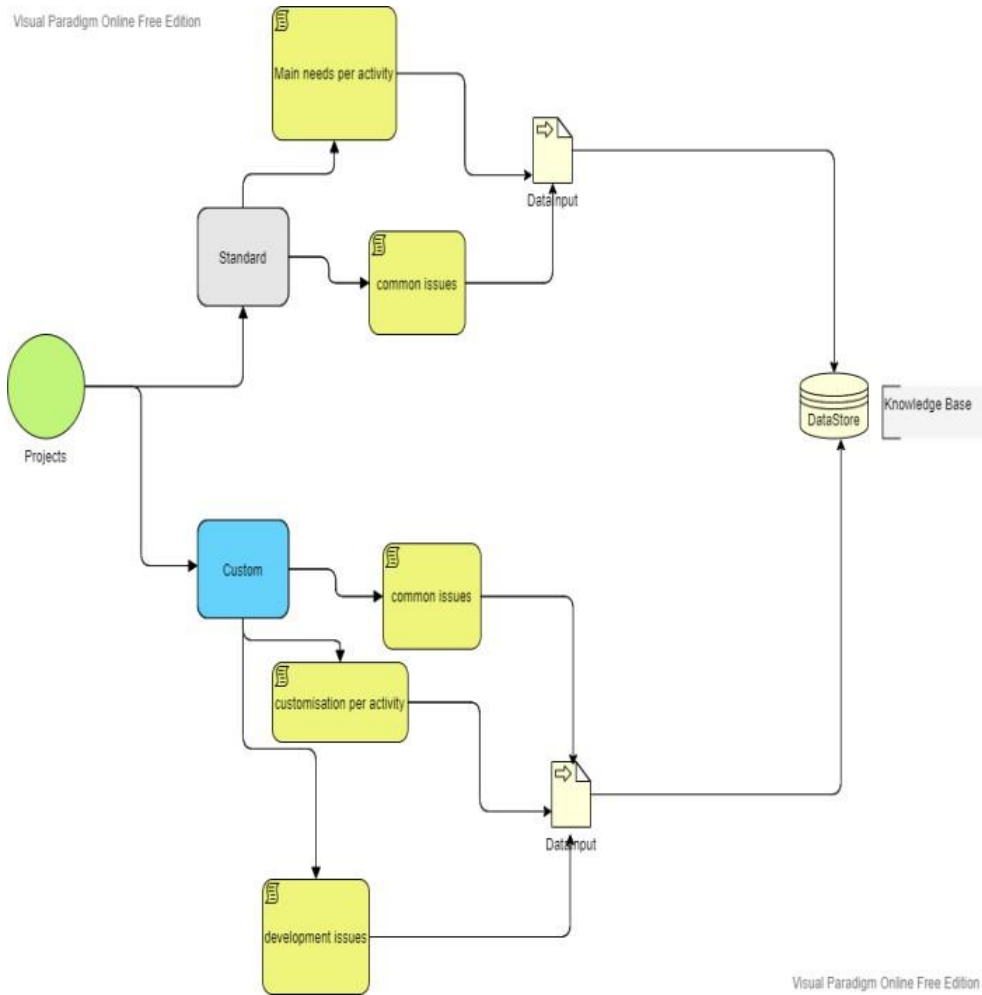 Visual Paradigm Online Free Edition
Main needs per activity
DataInput
Standard
common issues
Projects
DataStore
Knowledge Base
Custom
common issues
customisation per activity
DataInput
development issues
Visual Paradigm Online Free Edition